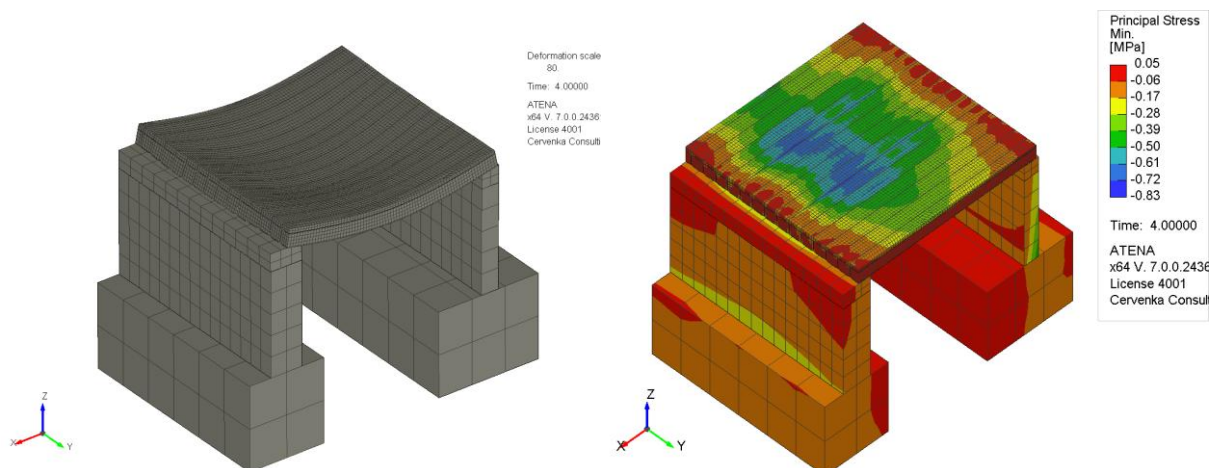 Deformation scale
80.
Time: 4.00000
ATENA
x64 V. 7.0.0.2436
License 4001
Cervenka Consulti
X
Y
Z
Principal Stress
Min.
[MPa]
0.05
-0.06
-0.17
-0.28
-0.39
-0.50
-0.61
-0.72
-0.83
Time: 4.00000
ATENA
x64 V. 7.0.0.2436
License 4001
Cervenka Consulti
X
Y
Z